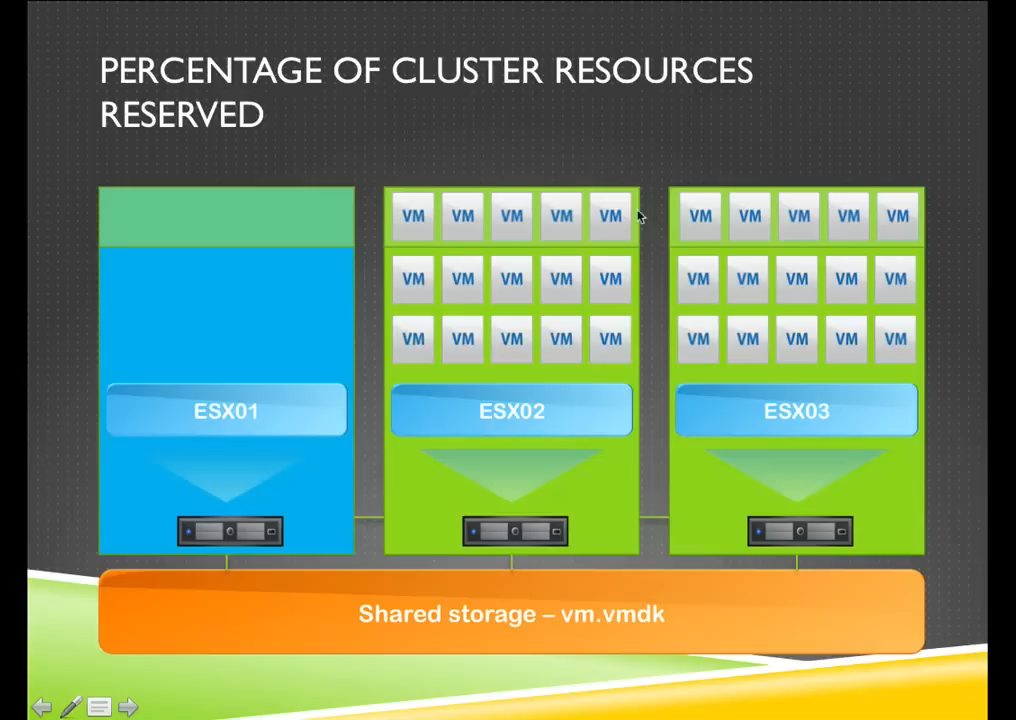 PERCENTAGE OF CLUSTER RESOURCES
RESERVED
VM VM VM VM VM VM VM VM VM VM
VM VM VM VM VM VM VM VM VM VM
VM VM VM VM VM VM VM VM VM VM
ESX01 ESX02 ESX03
Shared storage – vm.vmdk